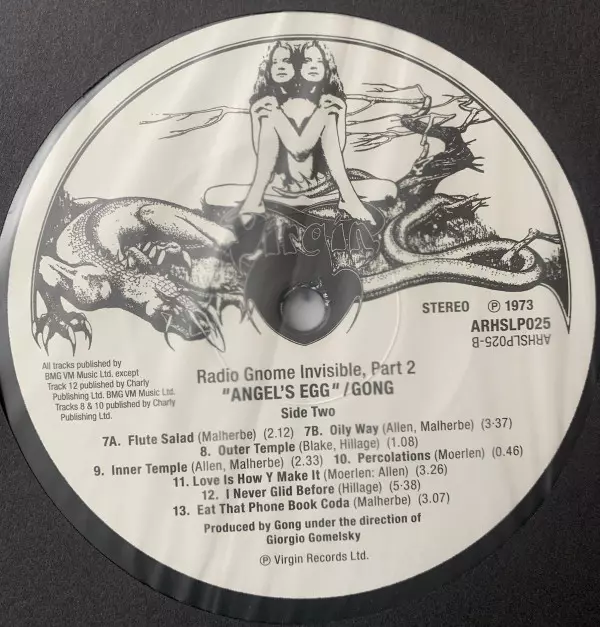 Virgin
STEREO Ⓟ 1973
ARHSLP025
ARHSLP025-B
All tracks published by
BMG VM Music Ltd. except
Track 12 published by Charly
Publishing Ltd. BMG VM Music Ltd.
Tracks 8 & 10 published by Charly
Publishing Ltd.
Radio Gnome Invisible, Part 2
"ANGEL'S EGG"/GONG
Side Two
7A. Flute Salad (Malherbe) (2.12) 7B. Oily Way (Allen, Malherbe) (3·37)
8. Outer Temple (Blake, Hillage) (1.08)
9. Inner Temple (Allen, Malherbe) (2.33) 10. Percolations (Moerlen) (0.46)
11. Love Is How Y Make It (Moerlen: Allen) (3.26)
12. I Never Glid Before (Hillage) (5·38)
13. Eat That Phone Book Coda (Malherbe) (3.07)
Produced by Gong under the direction of
Giorgio Gomelsky
Ⓟ Virgin Records Ltd.